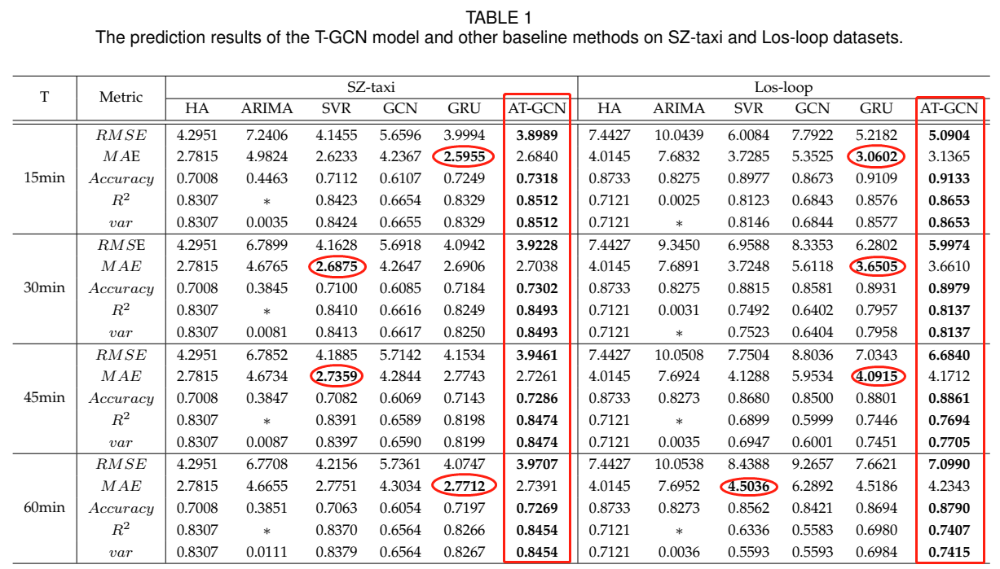 TABLE 1
The prediction results of the T-GCN model and other baseline methods on SZ-taxi and Los-loop datasets.
T Metric SZ-taxi Los-loop
HA ARIMA SVR GCN GRU AT-GCN HA ARIMA SVR GCN GRU AT-GCN
RMSE 4.2951 7.2406 4.1455 5.6596 3.9994 3.8989 7.4427 10.0439 6.0084 7.7922 5.2182 5.0904
MAE 2.7815 4.9824 2.6233 4.2367 2.5955 2.6840 4.0145 7.6832 3.7285 5.3525 3.0602 3.1365
15min Accuracy 0.7008 0.4463 0.7112 0.6107 0.7249 0.7318 0.8733 0.8275 0.8977 0.8673 0.9109 0.9133
R² 0.8307 * 0.8423 0.6654 0.8329 0.8512 0.7121 0.0025 0.8123 0.6843 0.8576 0.8653
var 0.8307 0.0035 0.8424 0.6655 0.8329 0.8512 0.7121 * 0.8146 0.6844 0.8577 0.8653
RMSE 4.2951 6.7899 4.1628 5.6918 4.0942 3.9228 7.4427 9.3450 6.9588 8.3353 6.2802 5.9974
MAE 2.7815 4.6765 2.6875 4.2647 2.6906 2.7038 4.0145 7.6891 3.7248 5.6118 3.6505 3.6610
30min Accuracy 0.7008 0.3845 0.7100 0.6085 0.7184 0.7302 0.8733 0.8275 0.8815 0.8581 0.8931 0.8979
R² 0.8307 * 0.8410 0.6616 0.8249 0.8493 0.7121 0.0031 0.7492 0.6402 0.7957 0.8137
var 0.8307 0.0081 0.8413 0.6617 0.8250 0.8493 0.7121 * 0.7523 0.6404 0.7958 0.8137
RMSE 4.2951 6.7852 4.1885 5.7142 4.1534 3.9461 7.4427 10.0508 7.7504 8.8036 7.0343 6.6840
MAE 2.7815 4.6734 2.7359 4.2844 2.7743 2.7261 4.0145 7.6924 4.1288 5.9534 4.0915 4.1712
45min Accuracy 0.7008 0.3847 0.7082 0.6069 0.7143 0.7286 0.8733 0.8273 0.8680 0.8500 0.8801 0.8861
R² 0.8307 * 0.8391 0.6589 0.8198 0.8474 0.7121 * 0.6899 0.5999 0.7446 0.7694
var 0.8307 0.0087 0.8397 0.6590 0.8199 0.8474 0.7121 0.0035 0.6947 0.6001 0.7451 0.7705
RMSE 4.2951 6.7708 4.2156 5.7361 4.0747 3.9707 7.4427 10.0538 8.4388 9.2657 7.6621 7.0990
MAE 2.7815 4.6655 2.7751 4.3034 2.7712 2.7391 4.0145 7.6952 4.5036 6.2892 4.5186 4.2343
60min Accuracy 0.7008 0.3851 0.7063 0.6054 0.7197 0.7269 0.8733 0.8273 0.8562 0.8421 0.8694 0.8790
R² 0.8307 * 0.8370 0.6564 0.8266 0.8454 0.7121 * 0.6336 0.5583 0.6980 0.7407
var 0.8307 0.0111 0.8379 0.6564 0.8267 0.8454 0.7121 0.0036 0.5593 0.5593 0.6984 0.7415